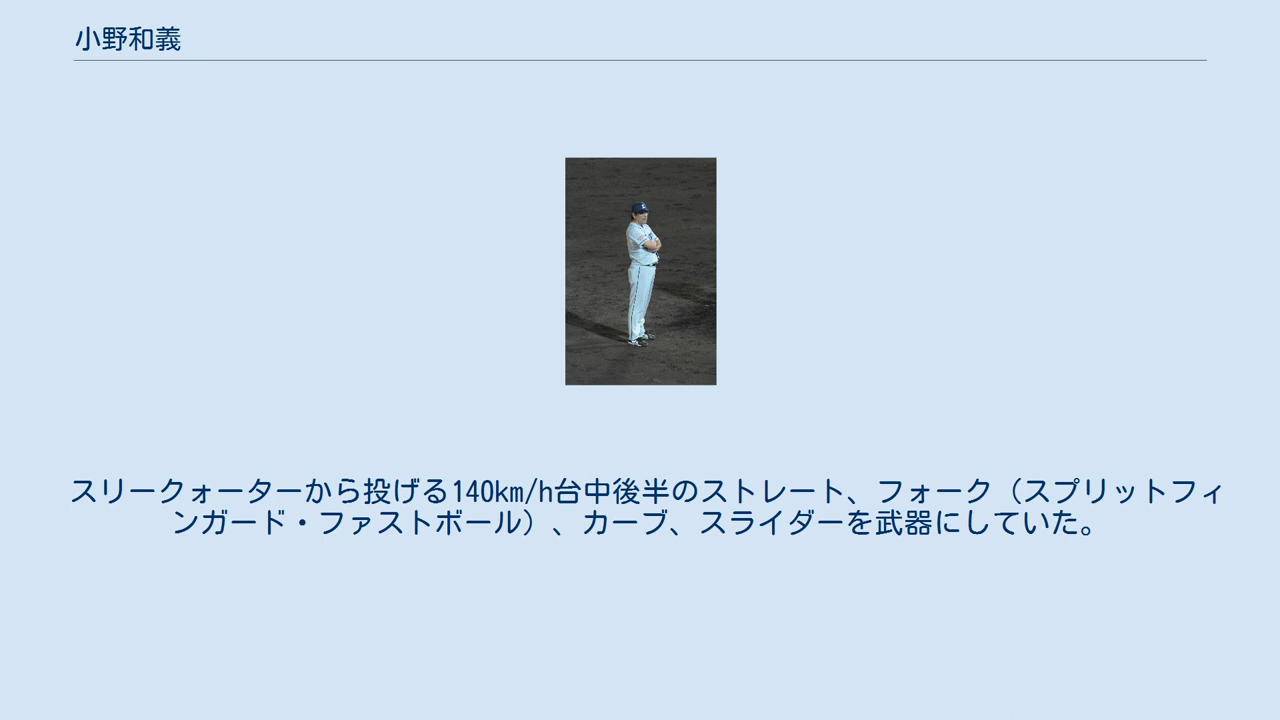 小野和義
スリークォーターから投げる140km/h台中後半のストレート、フォーク（スプリットフィ
ンガード・ファストボール）、カーブ、スライダーを武器にしていた。